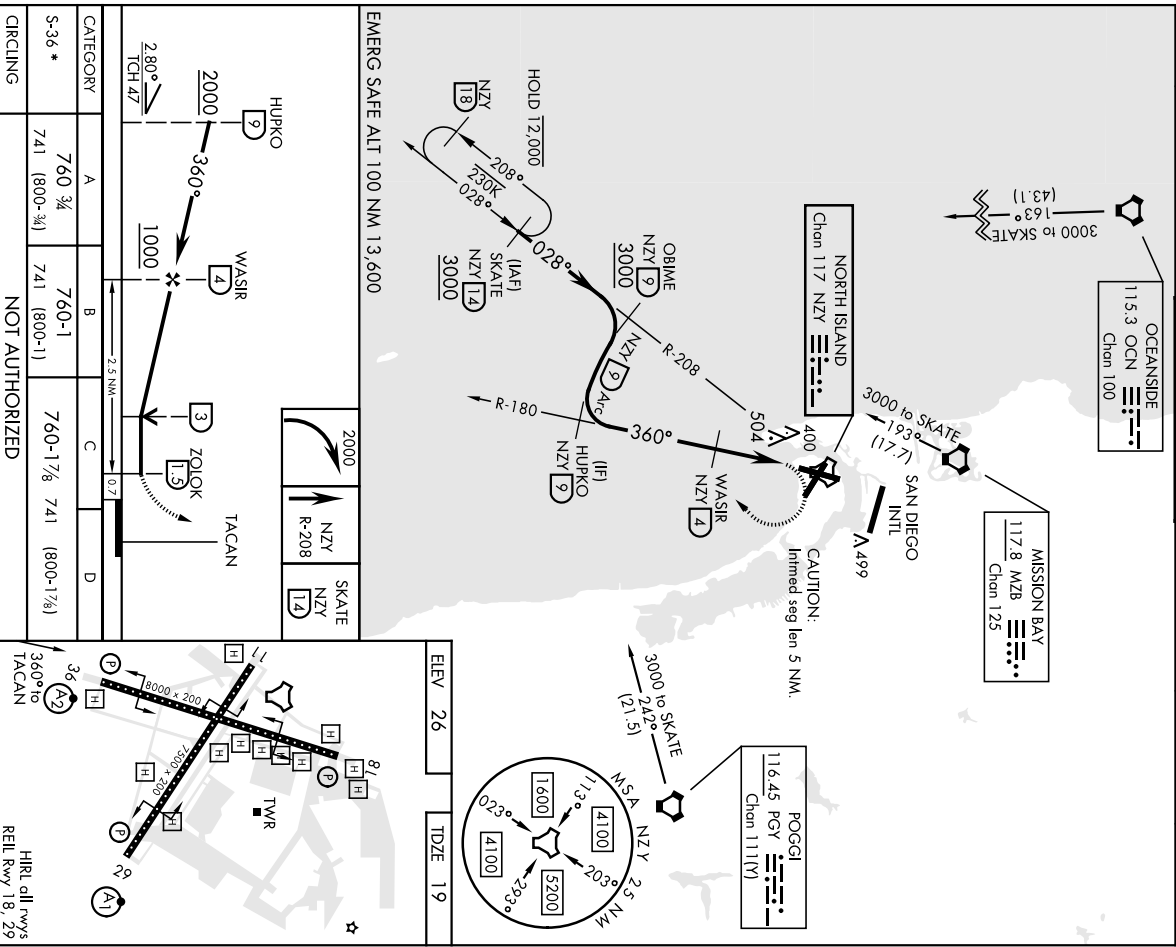 OCEANSIDE
115.3 OCN
Chan 100
3000 to SKATE
163°
(43.1)
MISSION BAY
117.8 MZB
Chan 125
3000 to SKATE
193°
(17.7)
POGGI
116.45 PGY
Chan 111(Y)
3000 to SKATE
242°
(21.5)
NORTH ISLAND
Chan 117 NZY
SAN DIEGO
INTL
499
400
504
CAUTION:
Intmed seg len 5 NM.
WASIR
NZY 4
R-208
OBIME
NZY 9
3000
NZY 9 Arc
360°
R-180
(IF)
HUPKO
NZY 9
028°
(IAF)
SKATE
NZY 14
3000
HOLD 12,000
NZY
18
208°
230K
028°
MSA NZY 25 NM
113°
1600
4100
023°
203°
4100
5200
293°
EMERG SAFE ALT 100 NM 13,600
2000
NZY
R-208
SKATE
NZY
14
HUPKO
9
2000
360°
2.80°
TCH 47
WASIR
4
1000
3
ZOLOK
1.5
TACAN
2.5 NM
0.7
CATEGORY A B C D
S-36 * 760 ¾ 741 (800-¾) 760-1 741 (800-1) 760-1⅞ 741 (800-1⅞)
CIRCLING NOT AUTHORIZED
ELEV 26 TDZE 19
11
H
P
36
H
A2
360° to
TACAN
8000 x 200
7500 x 200
H
H
H
H
H
H
P
18
H
H
H
H
TWR
P
29
A1
HIRL all rwys
REIL Rwy 18, 29